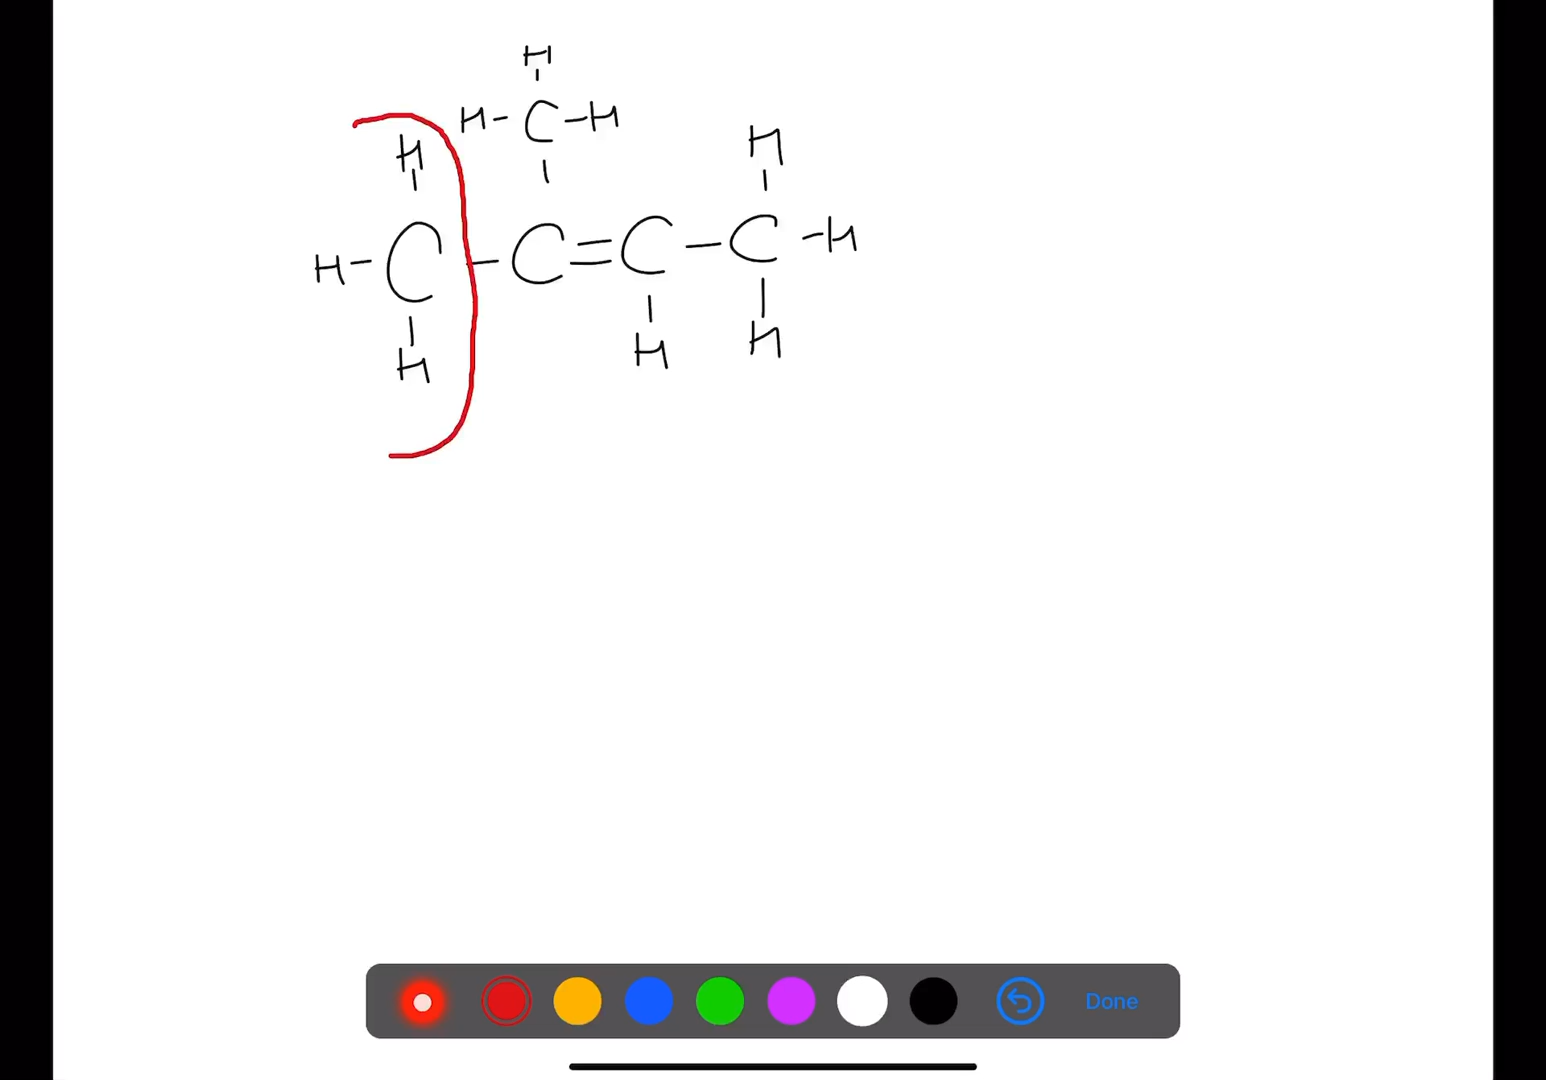 H
H-C-H
H H
H-C-C=C-C-H
H H H
Done